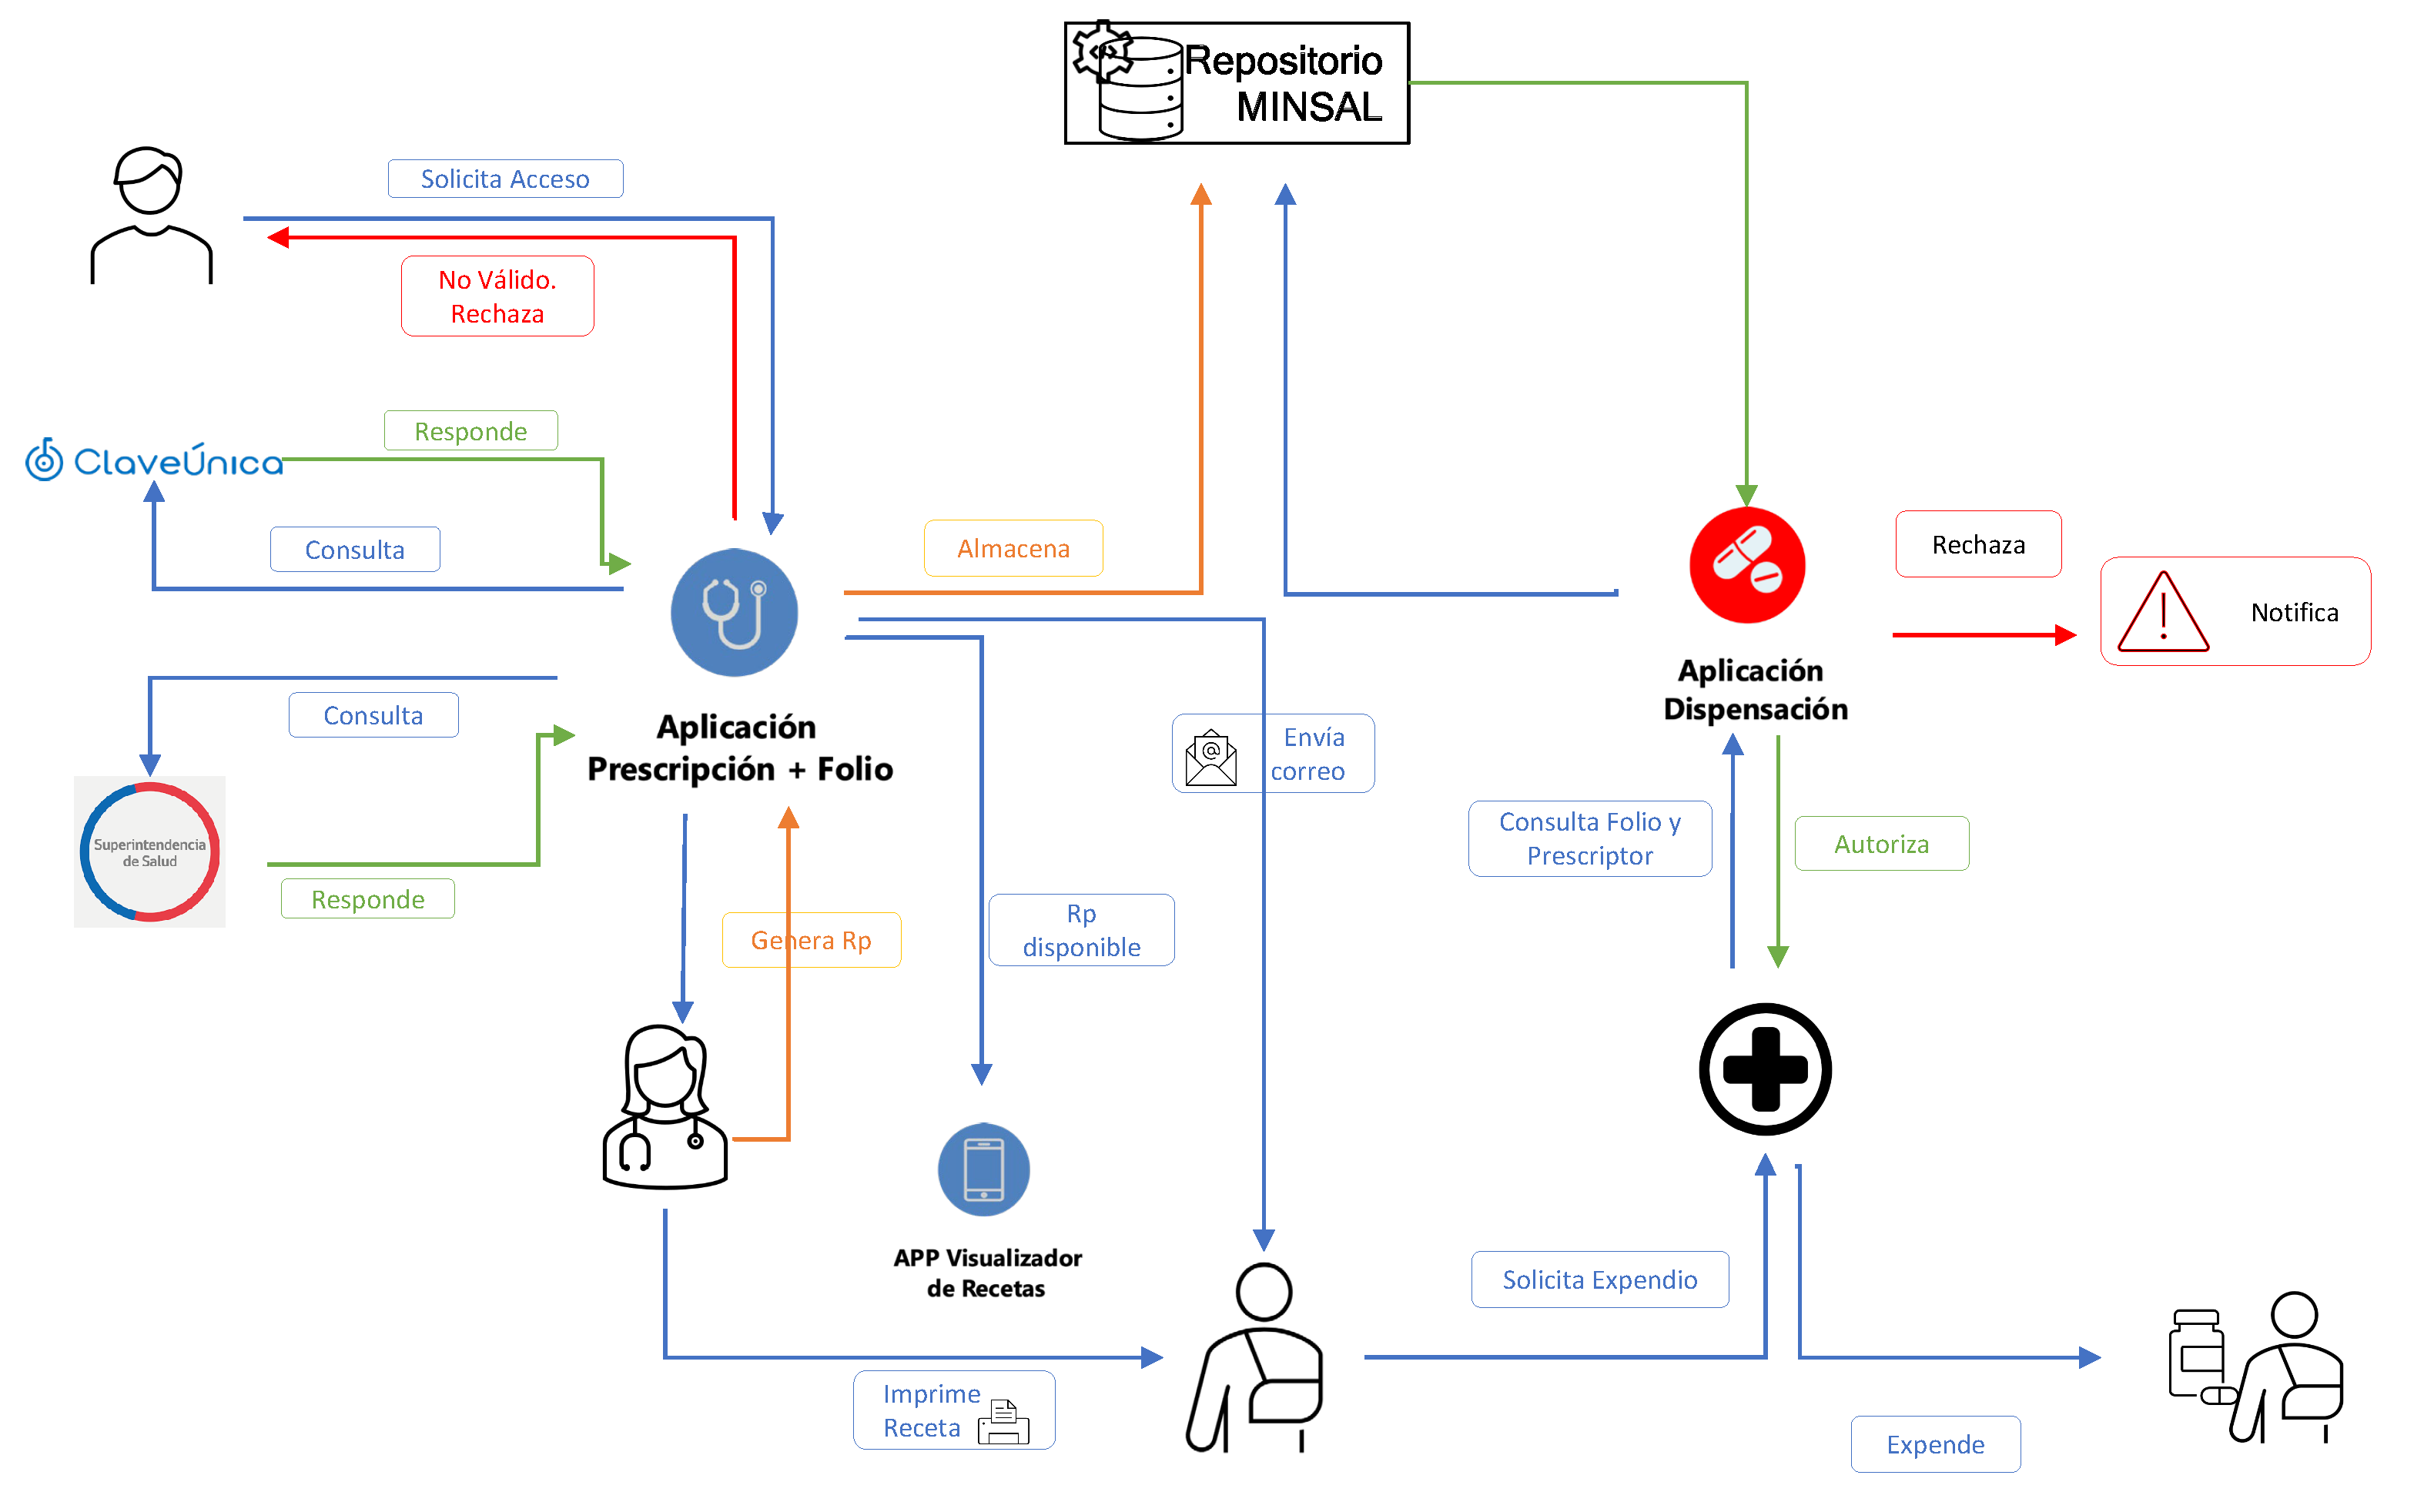 Repositorio
MINSAL
Solicita Acceso
No Válido.
Rechaza
Responde
ClaveÚnica
Consulta
Almacena
Rechaza
Notifica
Aplicación
Dispensación
Consulta
Aplicación
Prescripción + Folio
Envía
correo
Superintendencia
de Salud
Consulta Folio y
Prescriptor
Autoriza
Responde
Genera Rp
Rp
disponible
APP Visualizador
de Recetas
Solicita Expendio
Imprime
Receta
Expende